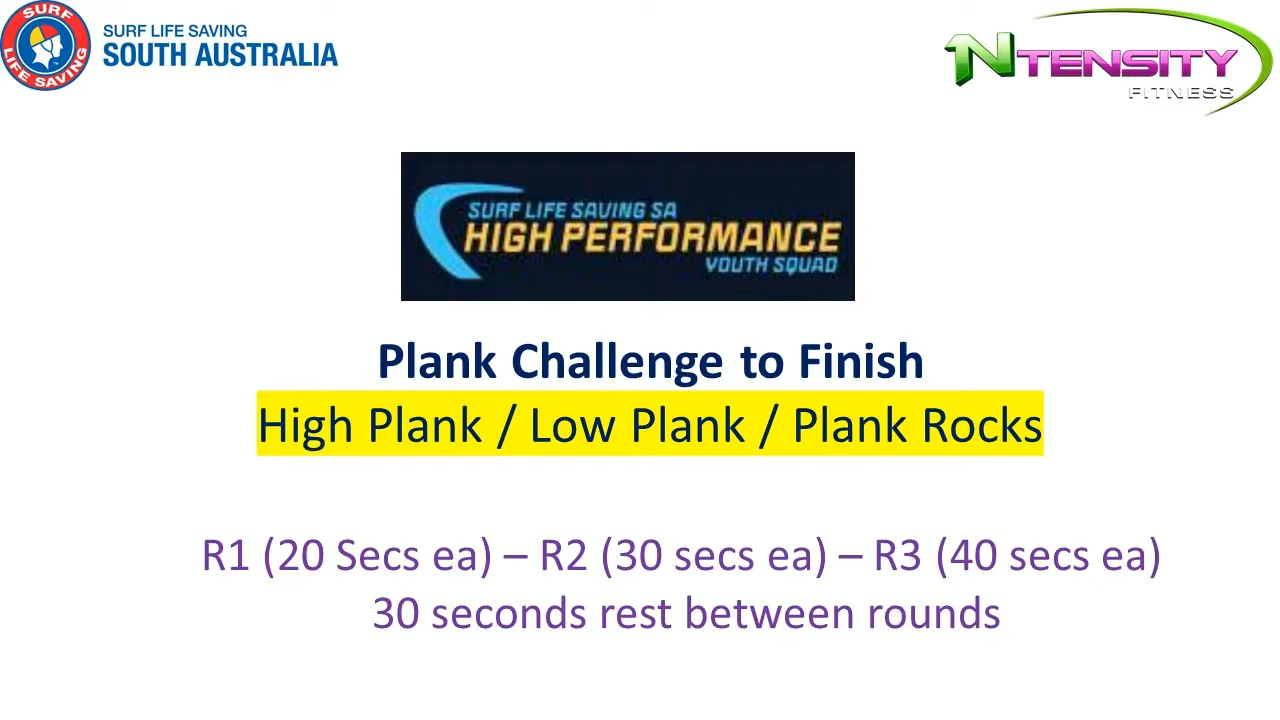 SURF
LIFE SAVING
SURF LIFE SAVING
SOUTH AUSTRALIA
NTENSITY
FITNESS
SURF LIFE SAVING SA
HIGH PERFORMANCE
YOUTH SQUAD
Plank Challenge to Finish
High Plank / Low Plank / Plank Rocks
R1 (20 Secs ea) – R2 (30 secs ea) – R3 (40 secs ea)
30 seconds rest between rounds